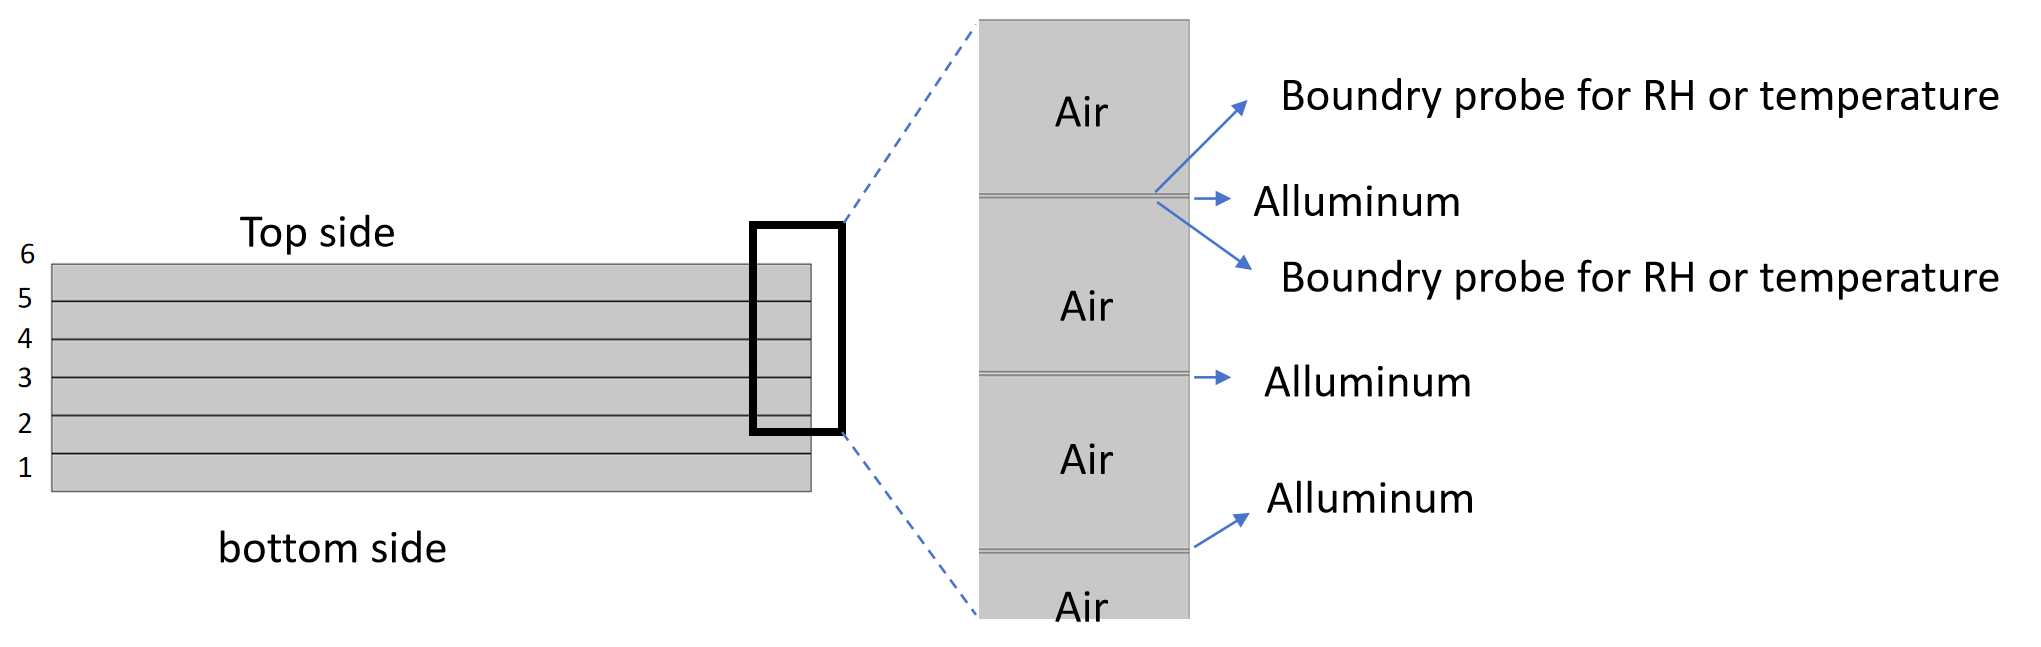 Top side
6
5
4
3
2
1
bottom side
Air
Boundry probe for RH or temperature
Alluminum
Boundry probe for RH or temperature
Air
Alluminum
Air
Alluminum
Air